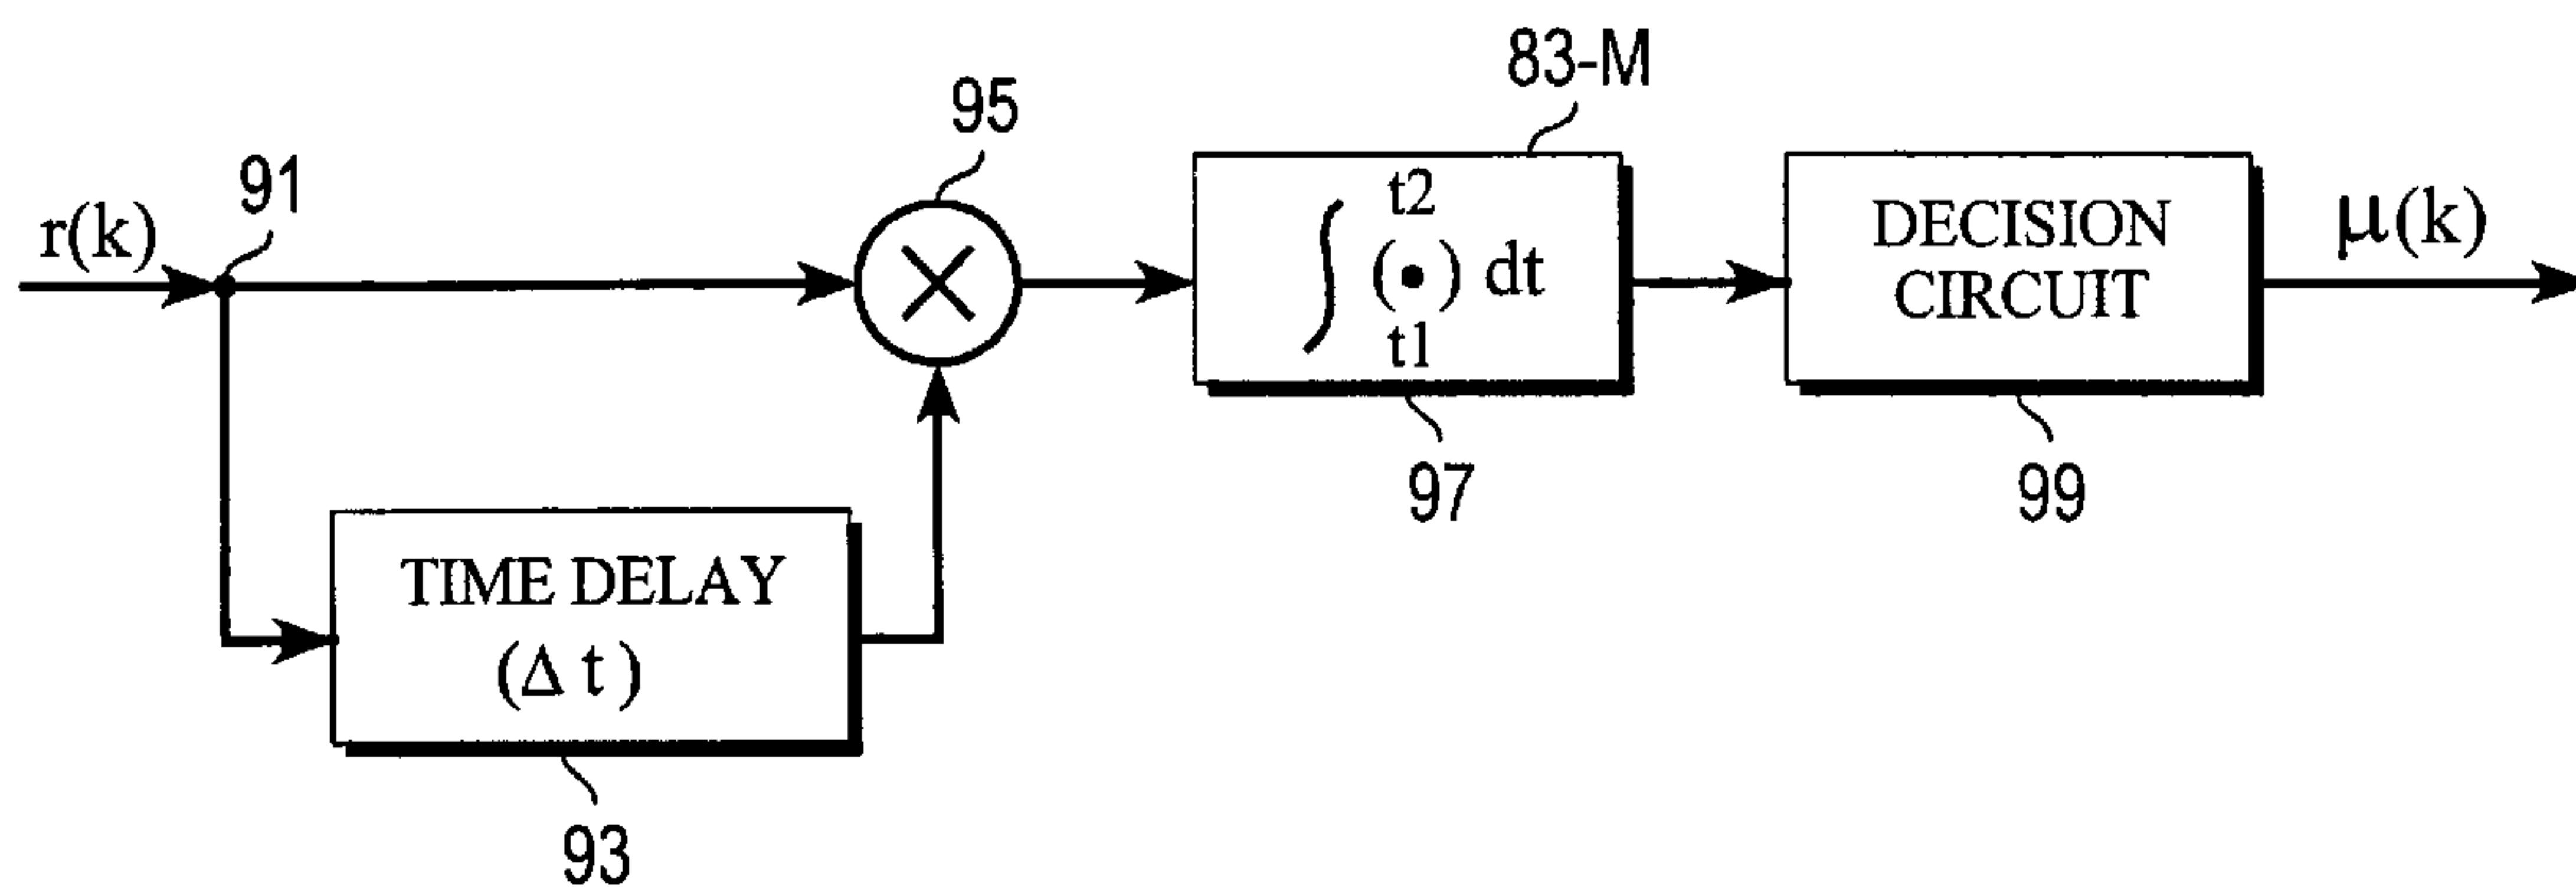 83-M
95
91
r(k)
∫ t2 (•) dt t1
DECISION
CIRCUIT
μ(k)
97
99
TIME DELAY
(Δ t)
93